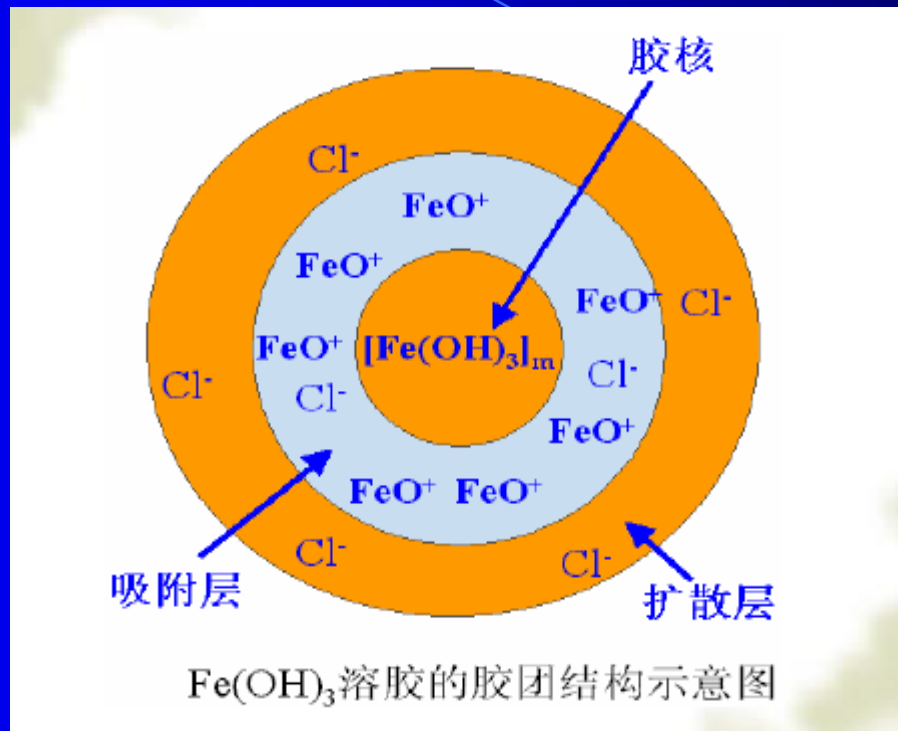 胶核
Cl⁻
FeO⁺
FeO⁺
FeO⁺ Cl⁻
FeO⁺ [Fe(OH)₃]ₘ
Cl⁻ Cl⁻ Cl⁻
FeO⁺
FeO⁺ FeO⁺
Cl⁻ Cl⁻
吸附层 扩散层
Fe(OH)₃溶胶的胶团结构示意图